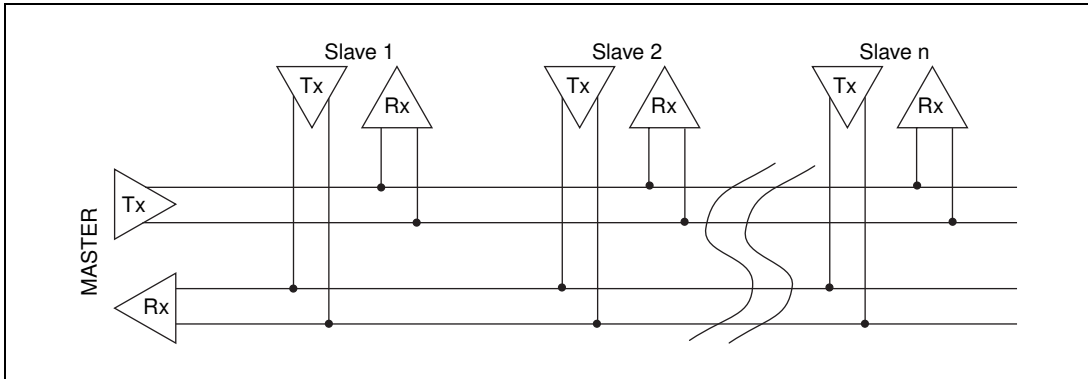 Slave 1
Slave 2
Slave n
Tx
Rx
Tx
Rx
Tx
Rx
MASTER
Tx
Rx